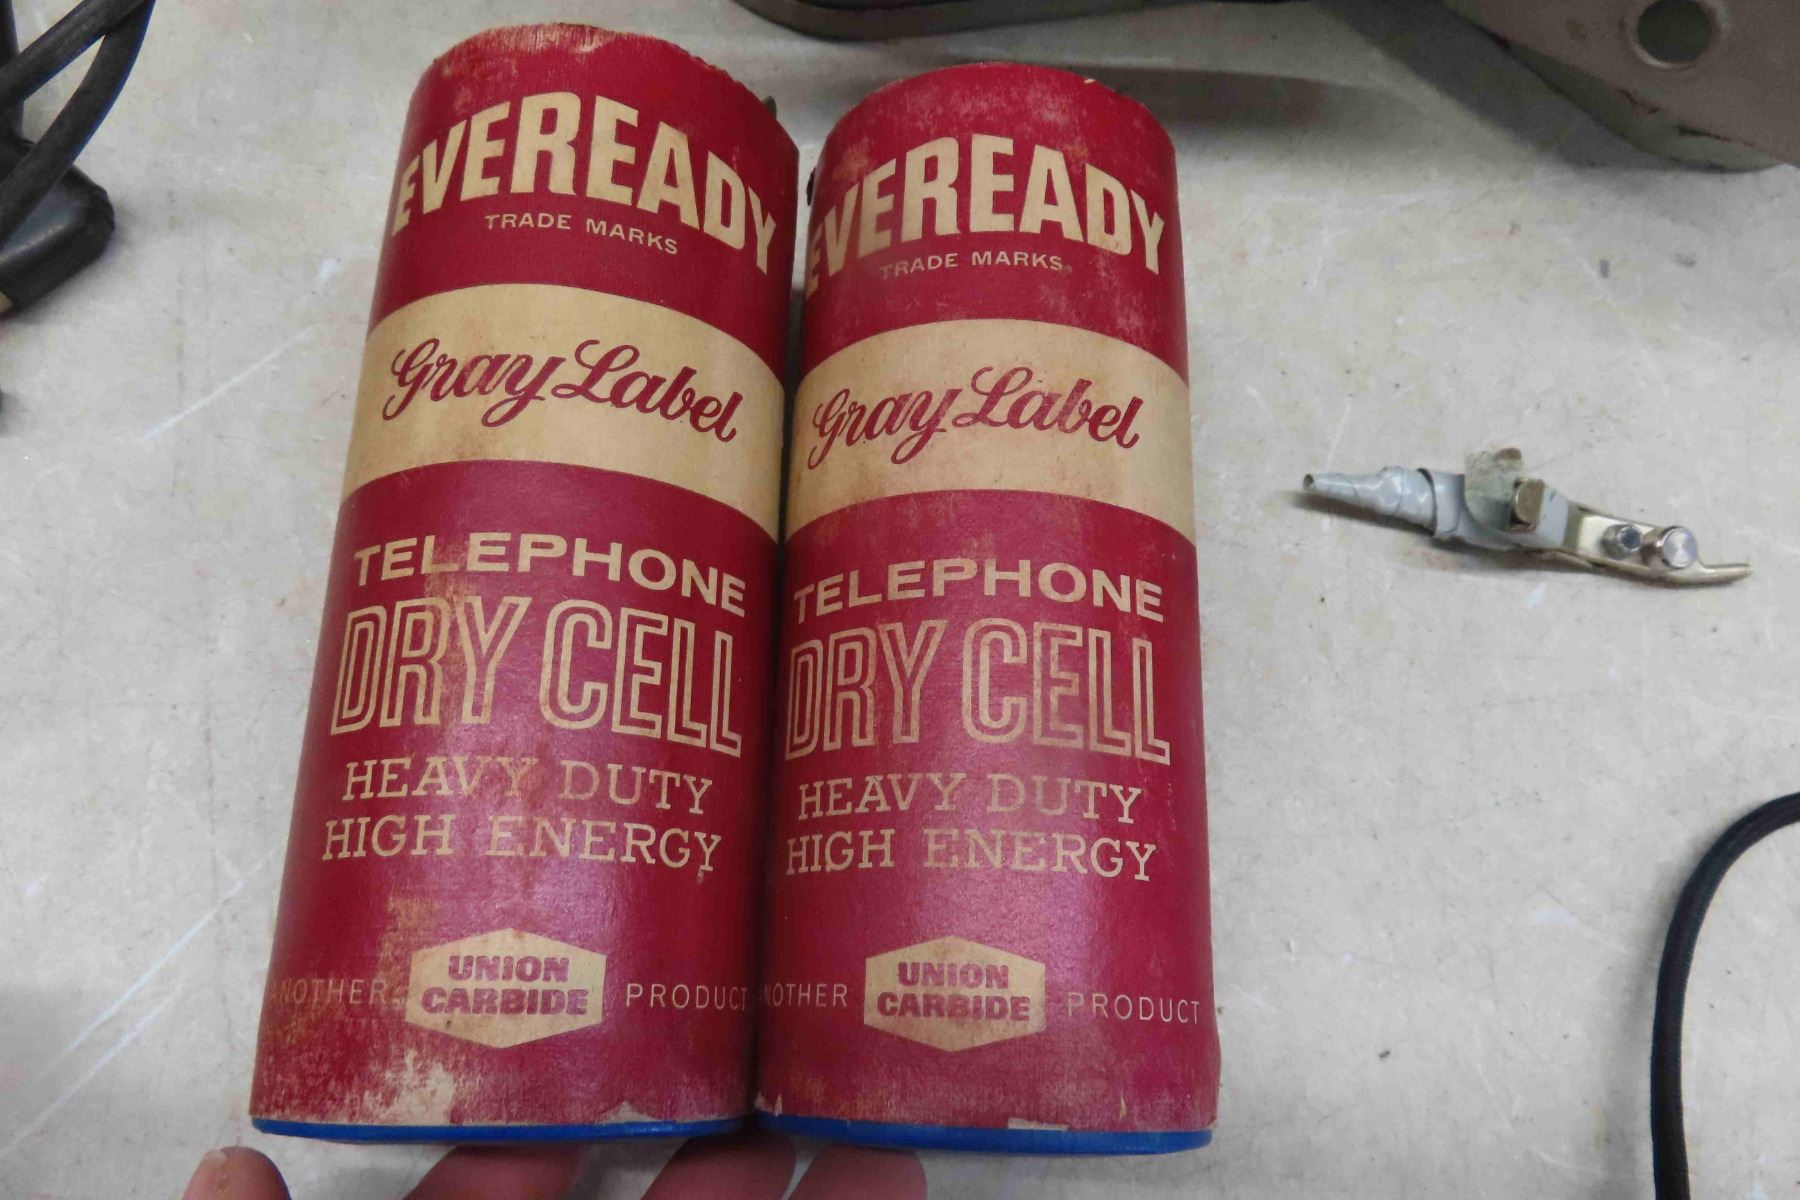 EVEREADY
TRADE MARKS
Gray Label
TELEPHONE
DRY CELL
HEAVY DUTY
HIGH ENERGY
ANOTHER UNION CARBIDE PRODUCT
EVEREADY
TRADE MARKS
Gray Label
TELEPHONE
DRY CELL
HEAVY DUTY
HIGH ENERGY
ANOTHER UNION CARBIDE PRODUCT